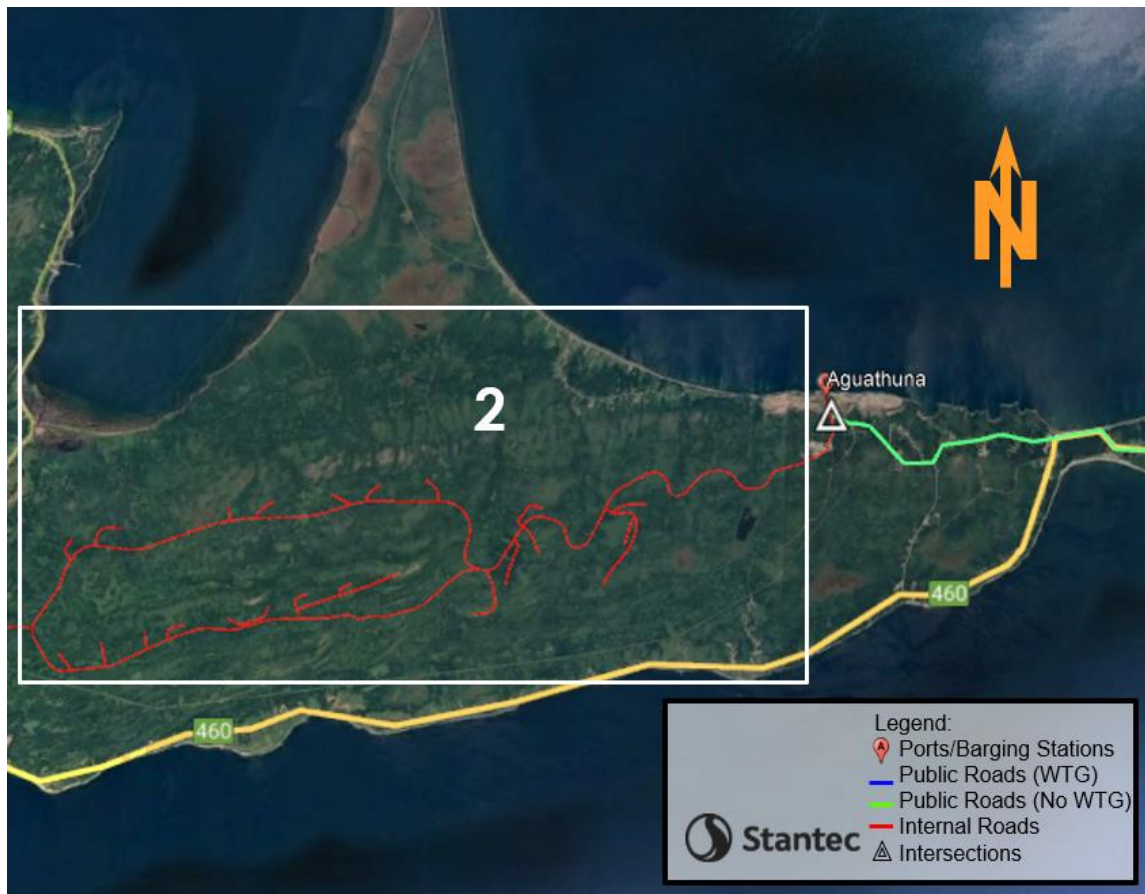 N
Aguathuna
2
460
460
Legend:
A Ports/Barging Stations
Public Roads (WTG)
Public Roads (No WTG)
Internal Roads
Intersections
Stantec